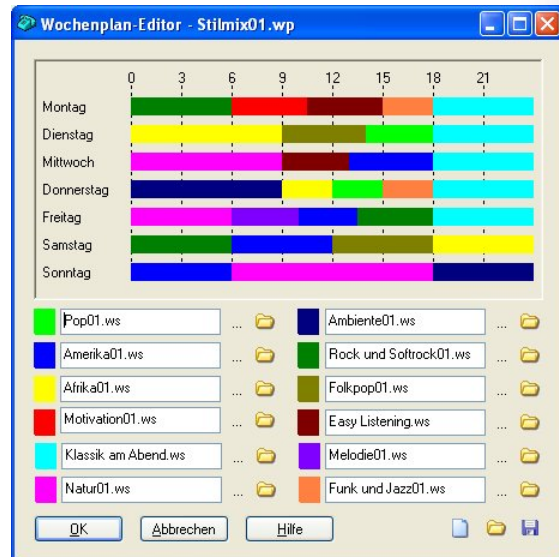 Wochenplan-Editor - Stilmix01.wp
0 3 6 9 12 15 18 21
Montag
Dienstag
Mittwoch
Donnerstag
Freitag
Samstag
Sonntag
Pop01.ws ... Ambiente01.ws ...
Amerika01.ws ... Rock und Softrock01.ws ...
Afrika01.ws ... Folkpop01.ws ...
Motivation01.ws ... Easy Listening.ws ...
Klassik am Abend.ws ... Melodie01.ws ...
Natur01.ws ... Funk und Jazz01.ws ...
OK Abbrechen Hilfe